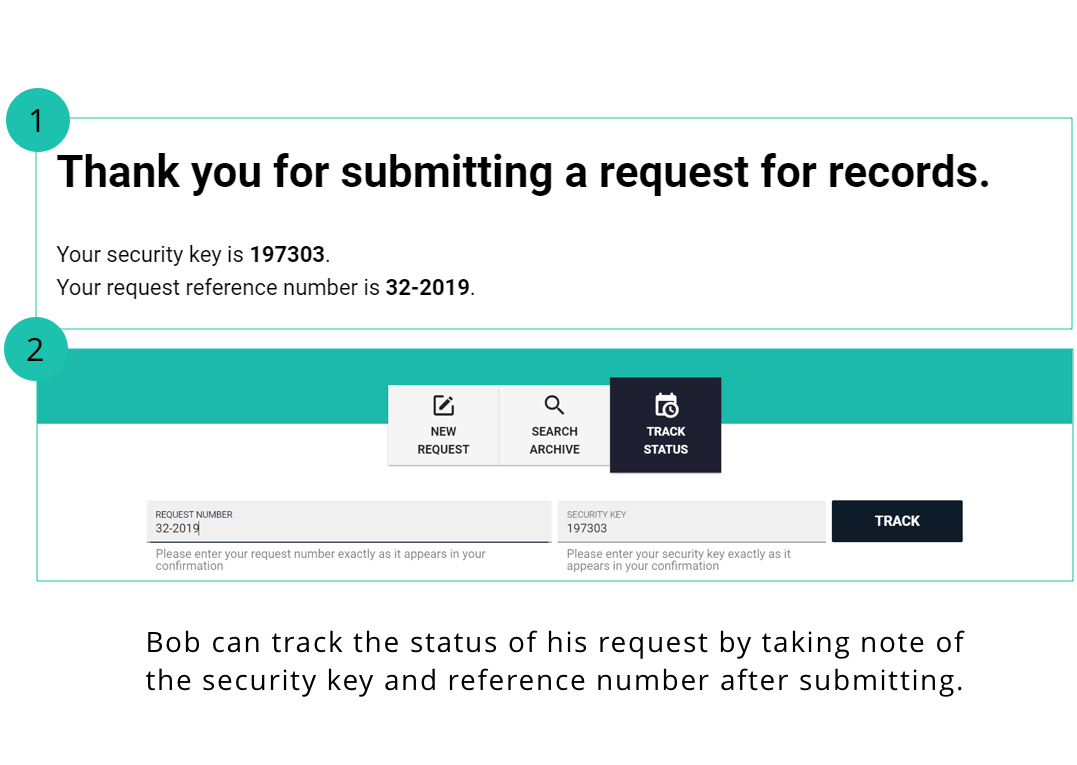 1
Thank you for submitting a request for records.
Your security key is 197303.
Your request reference number is 32-2019.
2
NEW
REQUEST
SEARCH
ARCHIVE
TRACK
STATUS
REQUEST NUMBER
32-2019
Please enter your request number exactly as it appears in your
confirmation
SECURITY KEY
197303
Please enter your security key exactly as it
appears in your confirmation
TRACK
Bob can track the status of his request by taking note of
the security key and reference number after submitting.